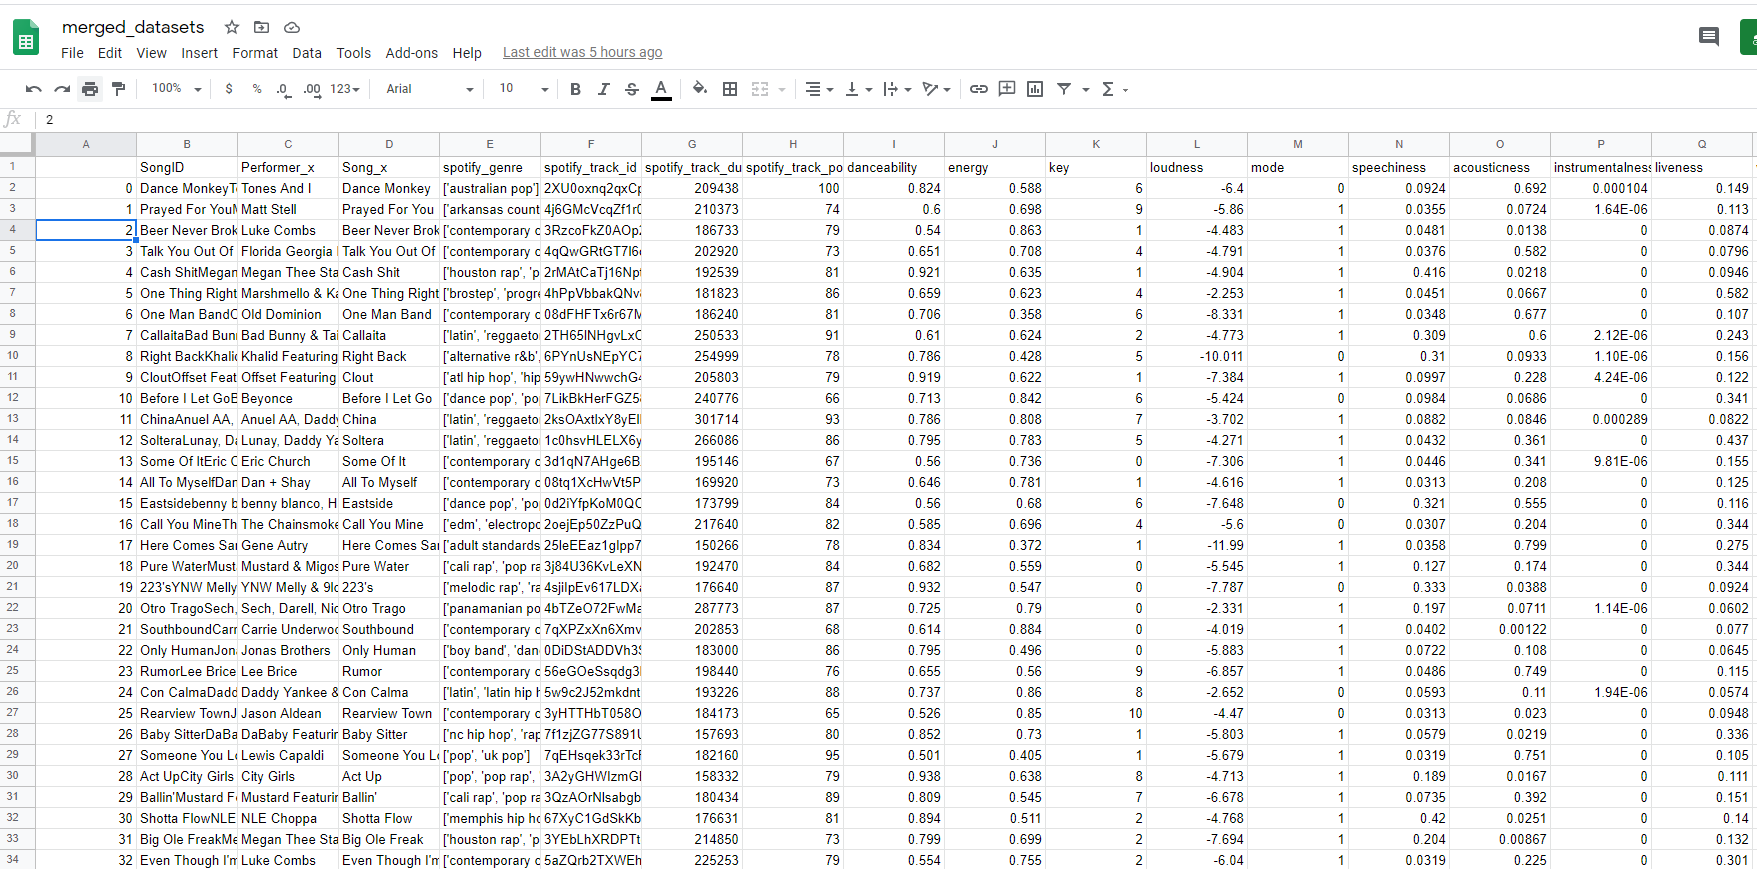 merged_datasets
File Edit View Insert Format Data Tools Add-ons Help Last edit was 5 hours ago
100% $ % .0 .00 123 Arial 10 B I S A
fx 2
A B C D E F G H I J K L M N O P Q
1 SongID Performer_x Song_x spotify_genre spotify_track_id spotify_track_du spotify_track_po danceability energy key loudness mode speechiness acousticness instrumentalness liveness
2 0 Dance MonkeyT Tones And I Dance Monkey ['australian pop'] 2XU0oxnq2qxCp 209438 100 0.824 0.588 6 -6.4 0 0.0924 0.692 0.000104 0.149
3 1 Prayed For YouM Matt Stell Prayed For You ['arkansas count 4j6GMcVcqZf1r0 210373 74 0.6 0.698 9 -5.86 1 0.0355 0.0724 1.64E-06 0.113
4 2 Beer Never Brok Luke Combs Beer Never Brok ['contemporary c 3RzcoFkZ0AOp 186733 79 0.54 0.863 1 -4.483 1 0.0481 0.0138 0 0.0874
5 3 Talk You Out Of Florida Georgia Talk You Out Of ['contemporary c 4qQwGRtGT7l6 202920 73 0.651 0.708 4 -4.791 1 0.0376 0.582 0 0.0796
6 4 Cash ShitMegan Megan Thee Sta Cash Shit ['houston rap', 'p 2rMAtCaTj16Np 192539 81 0.921 0.635 1 -4.904 1 0.416 0.0218 0 0.0946
7 5 One Thing Right Marshmello & Ka One Thing Right ['brostep', 'progre 4hPpVbbakQNv 181823 86 0.659 0.623 4 -2.253 1 0.0451 0.0667 0 0.582
8 6 One Man BandO Old Dominion One Man Band ['contemporary c 08dFHFTx6r67M 186240 81 0.706 0.358 6 -8.331 1 0.0348 0.677 0 0.107
9 7 CallaitaBad Bun Bad Bunny & Tai Callaita ['latin', 'reggaeto 2TH65lNHgvLxC 250533 91 0.61 0.624 2 -4.773 1 0.309 0.6 2.12E-06 0.243
10 8 Right BackKhalid Khalid Featuring Right Back ['alternative r&b', 6PYnUsNEpYC7 254999 78 0.786 0.428 5 -10.011 0 0.31 0.0933 1.10E-06 0.156
11 9 CloutOffset Feat Offset Featuring Clout ['atl hip hop', 'hip 59ywHNwwchG 205803 79 0.919 0.622 1 -7.384 1 0.0997 0.228 4.24E-06 0.122
12 10 Before I Let GoB Beyonce Before I Let Go ['dance pop', 'po 7LikBkHerFGZ5 240776 66 0.713 0.842 6 -5.424 0 0.0984 0.0686 0 0.341
13 11 ChinaAnuel AA, Anuel AA, Daddy China ['latin', 'reggaeto 2ksOAxtIxY8yEl 301714 93 0.786 0.808 7 -3.702 1 0.0882 0.0846 0.000289 0.0822
14 12 SolteraLunay, Da Lunay, Daddy Ya Soltera ['latin', 'reggaeto 1c0hsvHLELX6y 266086 86 0.795 0.783 5 -4.271 1 0.0432 0.361 0 0.437
15 13 Some Of ItEric C Eric Church Some Of It ['contemporary c 3d1qN7AHge6B 195146 67 0.56 0.736 0 -7.306 1 0.0446 0.341 9.81E-06 0.155
16 14 All To MyselfDan Dan + Shay All To Myself ['contemporary c 08tq1XcHwVt5P 169920 73 0.646 0.781 1 -4.616 1 0.0313 0.208 0 0.125
17 15 Eastsidebenny b benny blanco, H Eastside ['dance pop', 'po 0d2iYfpKoM0QC 173799 84 0.56 0.68 6 -7.648 0 0.321 0.555 0 0.116
18 16 Call You MineTh The Chainsmoke Call You Mine ['edm', 'electropo 2oejEp50ZzPuQ 217640 82 0.585 0.696 4 -5.6 0 0.0307 0.204 0 0.344
19 17 Here Comes Sa Gene Autry Here Comes Sa ['adult standards 25leEEaz1glpp7 150266 78 0.834 0.372 1 -11.99 1 0.0358 0.799 0 0.275
20 18 Pure WaterMust Mustard & Migos Pure Water ['cali rap', 'pop ra 3j84U36KvLeXN 192470 84 0.682 0.559 0 -5.545 1 0.127 0.174 0 0.344
21 19 223'sYNW Melly YNW Melly & 9lo 223's ['melodic rap', 'ra 4sjiIpEv617LDX 176640 87 0.932 0.547 0 -7.787 0 0.333 0.0388 0 0.0924
22 20 Otro TragoSech, Sech, Darell, Nic Otro Trago ['panamanian po 4bTZeO72FwMa 287773 87 0.725 0.79 0 -2.331 1 0.197 0.0711 1.14E-06 0.0602
23 21 SouthboundCarr Carrie Underwoo Southbound ['contemporary c 7qXPZxXn6Xmv 202853 68 0.614 0.884 0 -4.019 1 0.0402 0.00122 0 0.077
24 22 Only HumanJon Jonas Brothers Only Human ['boy band', 'dan 0DiDStADDVh3S 183000 86 0.795 0.496 0 -5.883 1 0.0722 0.108 0 0.0645
25 23 RumorLee Brice Lee Brice Rumor ['contemporary c 56eGOeSsqdg3 198440 76 0.655 0.56 9 -6.857 1 0.0486 0.749 0 0.115
26 24 Con CalmaDadd Daddy Yankee & Con Calma ['latin', 'latin hip h 5w9c2J52mkdnt 193226 88 0.737 0.86 8 -2.652 0 0.0593 0.11 1.94E-06 0.0574
27 25 Rearview TownJ Jason Aldean Rearview Town ['contemporary c 3yHTTHbT058O 184173 65 0.526 0.85 10 -4.47 0 0.0313 0.023 0 0.0948
28 26 Baby SitterDaBa DaBaby Featurin Baby Sitter ['nc hip hop', 'rap 7f1zjZG77S891U 157693 80 0.852 0.73 1 -5.803 1 0.0579 0.0219 0 0.336
29 27 Someone You Lo Lewis Capaldi Someone You Lo ['pop', 'uk pop'] 7qEHsqek33rTcF 182160 95 0.501 0.405 1 -5.679 1 0.0319 0.751 0 0.105
30 28 Act UpCity Girls City Girls Act Up ['pop', 'pop rap', 3A2yGHWIzmGl 158332 79 0.938 0.638 8 -4.713 1 0.189 0.0167 0 0.111
31 29 Ballin'Mustard Fe Mustard Featurin Ballin' ['cali rap', 'pop ra 3QzAOrNlsabgb 180434 89 0.809 0.545 7 -6.678 1 0.0735 0.392 0 0.151
32 30 Shotta FlowNLE NLE Choppa Shotta Flow ['memphis hip ho 67XyC1GdSkKb 176631 81 0.894 0.511 2 -4.768 1 0.42 0.0251 0 0.14
33 31 Big Ole FreakMe Megan Thee Sta Big Ole Freak ['houston rap', 'p 3YEbLhXRDPTt 214850 73 0.799 0.699 2 -7.694 1 0.204 0.00867 0 0.132
34 32 Even Though I'm Luke Combs Even Though I'm ['contemporary c 5aZQrb2TXWEh 225253 79 0.554 0.755 2 -6.04 1 0.0319 0.225 0 0.301